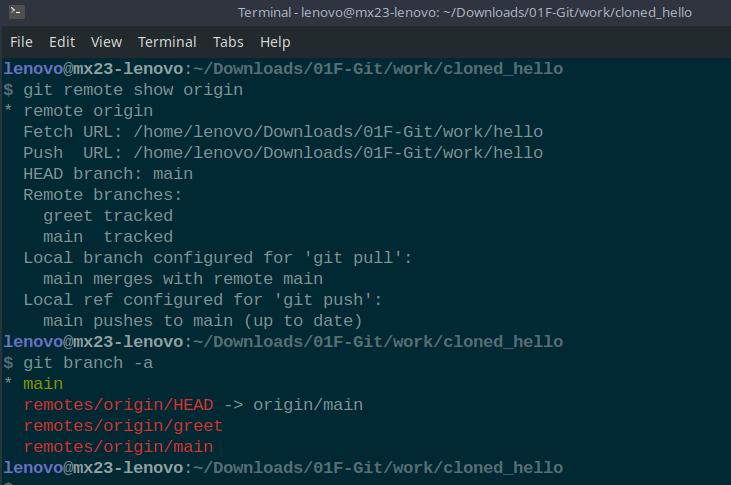 Terminal - lenovo@mx23-lenovo: ~/Downloads/01F-Git/work/cloned_hello
File Edit View Terminal Tabs Help
lenovo@mx23-lenovo:~/Downloads/01F-Git/work/cloned_hello
$ git remote show origin
* remote origin
  Fetch URL: /home/lenovo/Downloads/01F-Git/work/hello
  Push  URL: /home/lenovo/Downloads/01F-Git/work/hello
  HEAD branch: main
  Remote branches:
    greet tracked
    main  tracked
  Local branch configured for 'git pull':
    main merges with remote main
  Local ref configured for 'git push':
    main pushes to main (up to date)
lenovo@mx23-lenovo:~/Downloads/01F-Git/work/cloned_hello
$ git branch -a
* main
  remotes/origin/HEAD -> origin/main
  remotes/origin/greet
  remotes/origin/main
lenovo@mx23-lenovo:~/Downloads/01F-Git/work/cloned_hello